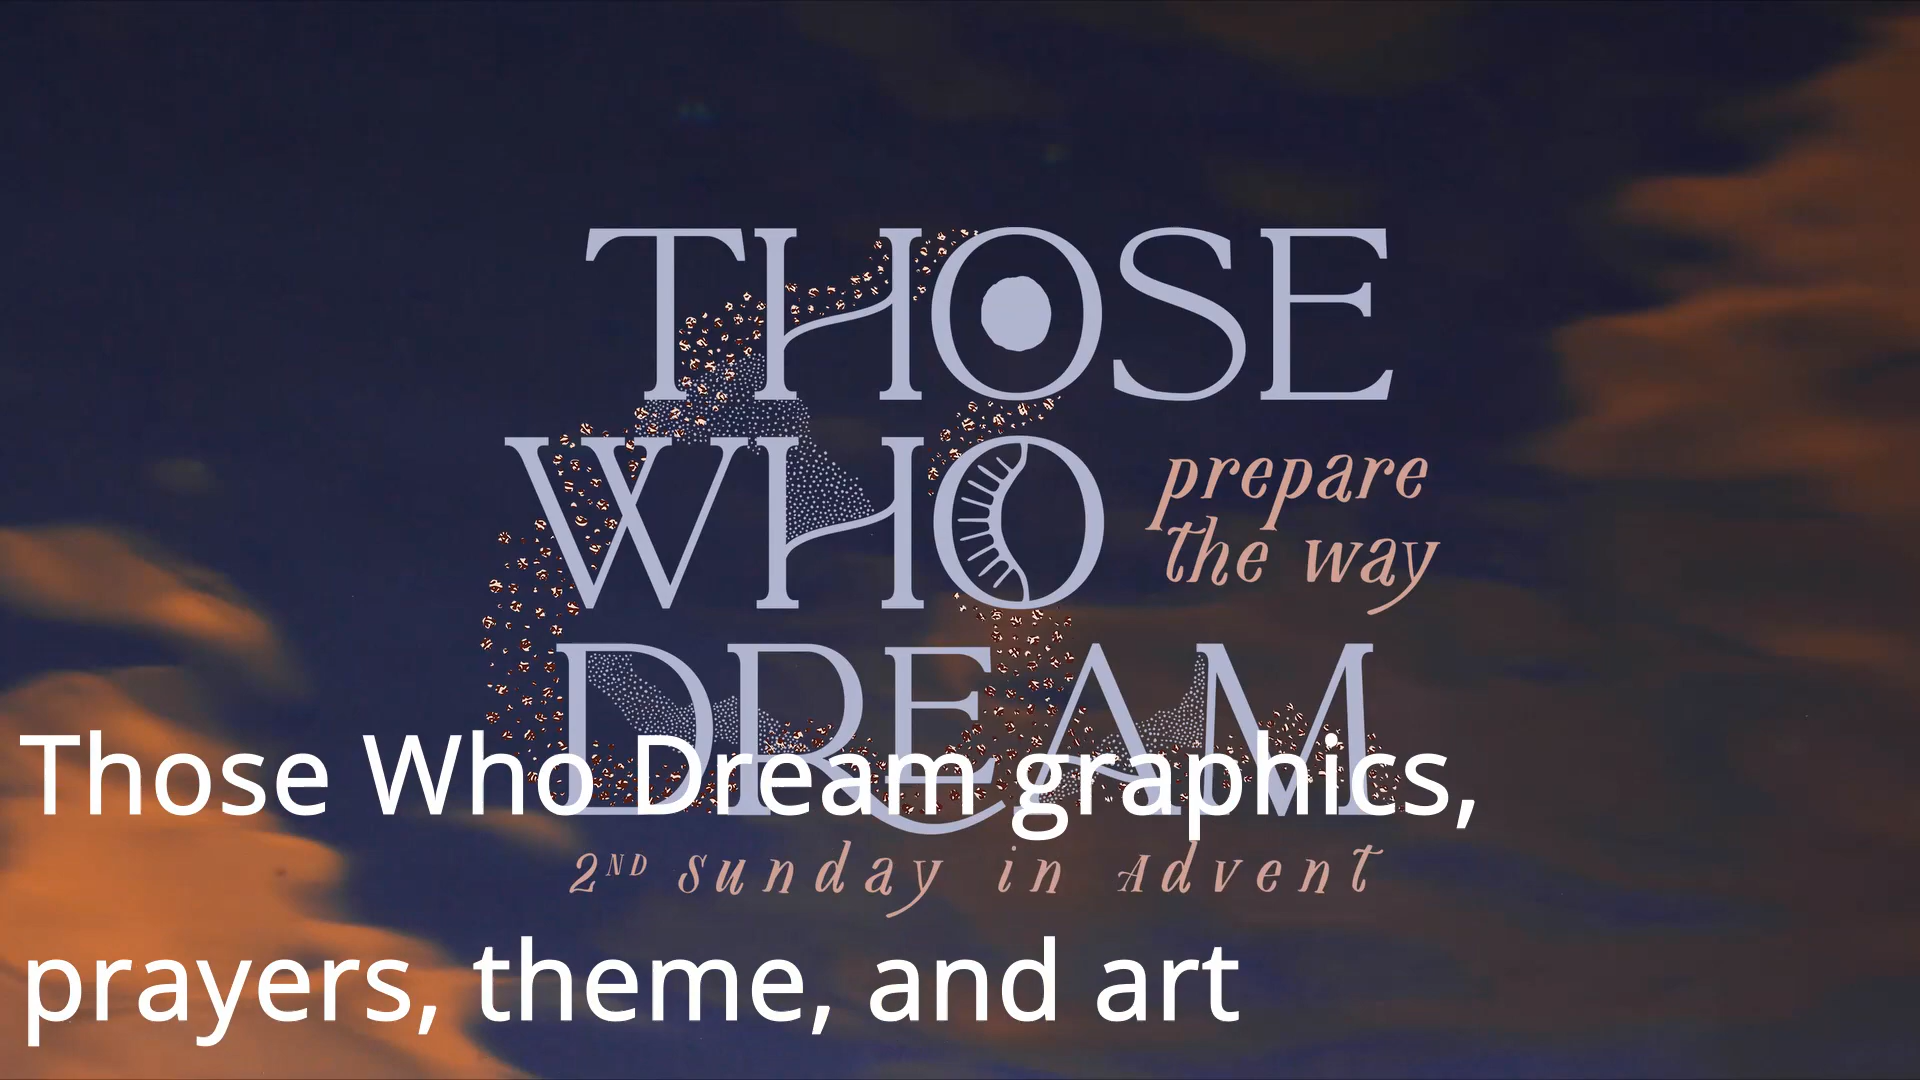 THOSE
WHO
prepare
the way
DREAM
Those Who Dream graphics,
2ND Sunday in Advent
prayers, theme, and art